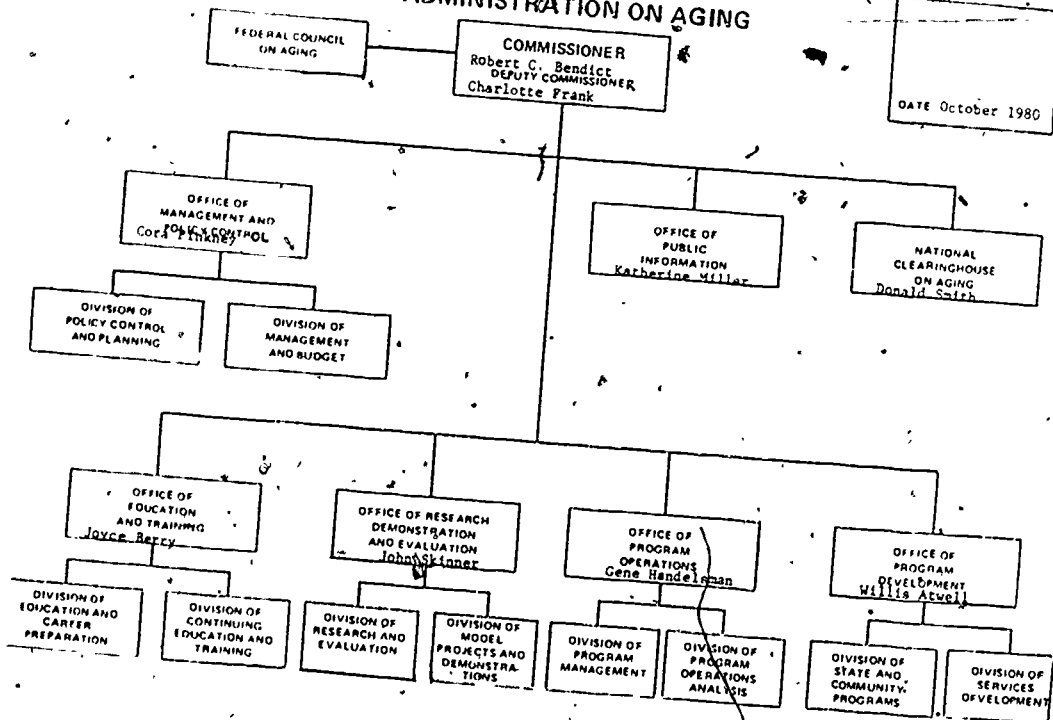 ADMINISTRATION ON AGING
FEDERAL COUNCIL
ON AGING
COMMISSIONER
Robert C. Bendict
DEPUTY COMMISSIONER
Charlotte Frank
DATE October 1980
OFFICE OF
MANAGEMENT AND
POLICY CONTROL
Cora Pinkney
OFFICE OF
PUBLIC
INFORMATION
Katherine Miller
NATIONAL
CLEARINGHOUSE
ON AGING
Donald Smith
DIVISION OF
POLICY CONTROL
AND PLANNING
DIVISION OF
MANAGEMENT
AND BUDGET
OFFICE OF
EDUCATION
AND TRAINING
Joyce Berry
OFFICE OF RESEARCH
DEMONSTRATION
AND EVALUATION
John Skinner
OFFICE OF
PROGRAM
OPERATIONS
Gene Handelsman
OFFICE OF
PROGRAM
DEVELOPMENT
Willis Atwell
DIVISION OF
EDUCATION AND
CAREER
PREPARATION
DIVISION OF
CONTINUING
EDUCATION AND
TRAINING
DIVISION OF
RESEARCH AND
EVALUATION
DIVISION OF
MODEL
PROJECTS AND
DEMONSTRA-
TIONS
DIVISION OF
PROGRAM
MANAGEMENT
DIVISION OF
PROGRAM
OPERATIONS
ANALYSIS
DIVISION OF
STATE AND
COMMUNITY
PROGRAMS
DIVISION OF
SERVICES
DEVELOPMENT